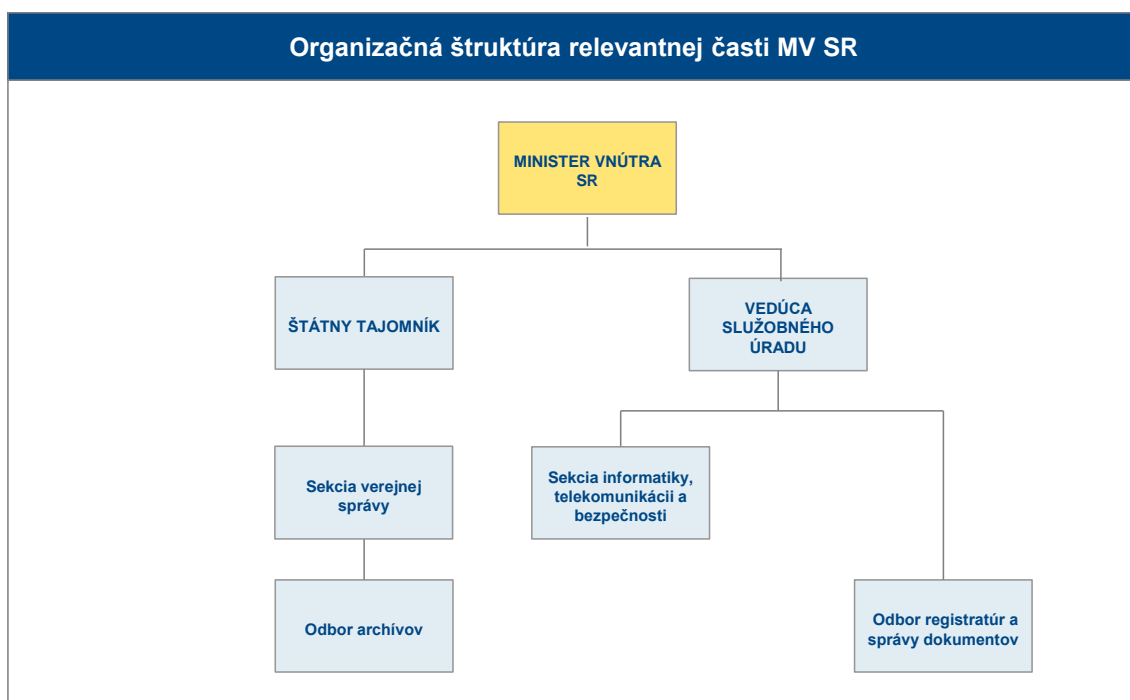 Organizačná štruktúra relevantnej časti MV SR
MINISTER VNÚTRA
SR
ŠTÁTNY TAJOMNÍK
VEDÚCA
SLUŽOBNÉHO
ÚRADU
Sekcia verejnej
správy
Sekcia informatiky,
telekomunikácii a
bezpečnosti
Odbor archívov
Odbor registratúr a
správy dokumentov